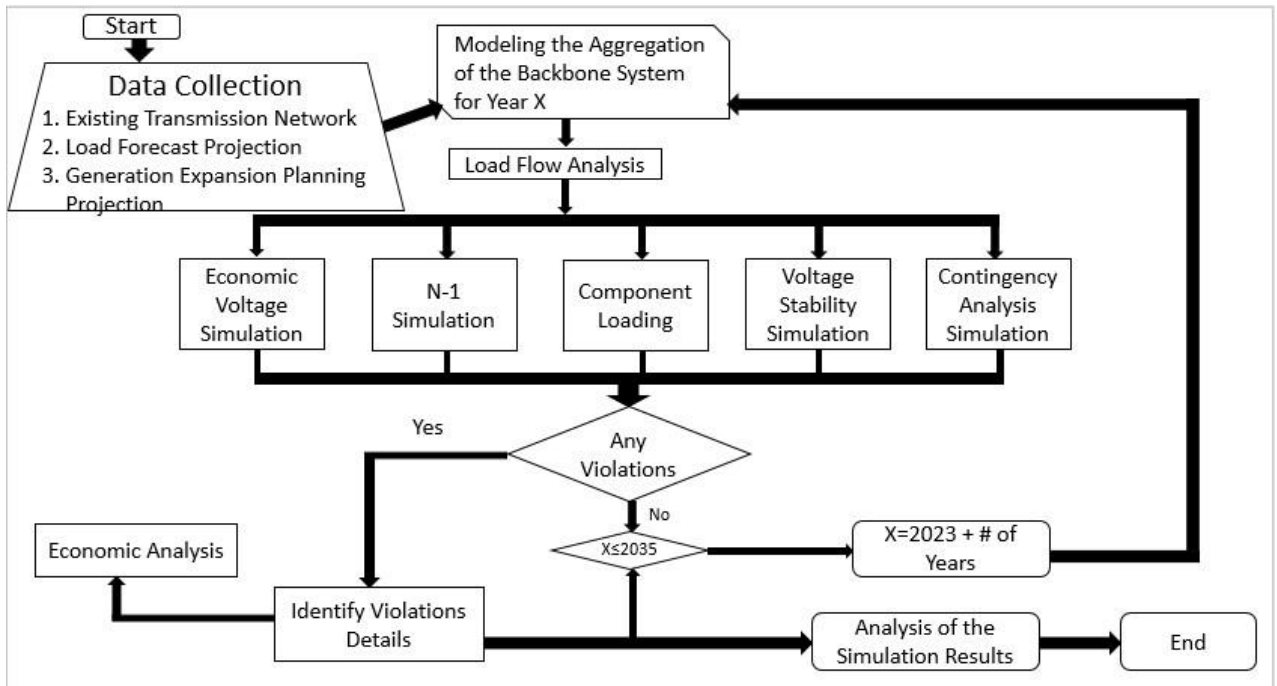 Start
Data Collection
1. Existing Transmission Network
2. Load Forecast Projection
3. Generation Expansion Planning
Projection
Modeling the Aggregation
of the Backbone System
for Year X
Load Flow Analysis
Economic
Voltage
Simulation
N-1
Simulation
Component
Loading
Voltage
Stability
Simulation
Contingency
Analysis
Simulation
Yes
Any
Violations
No
X≤2035
X=2023 + # of
Years
Economic Analysis
Identify Violations
Details
Analysis of the
Simulation Results
End